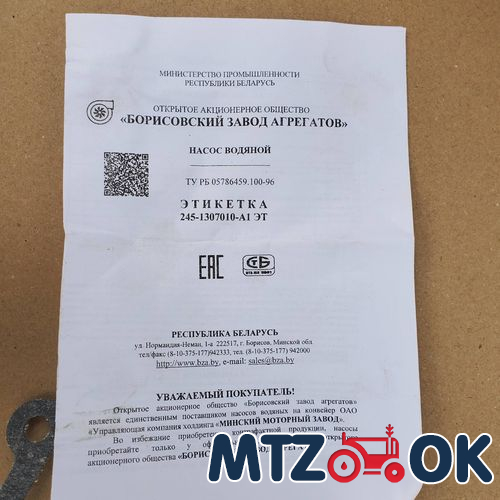 МИНИСТЕРСТВО ПРОМЫШЛЕННОСТИ
РЕСПУБЛИКИ БЕЛАРУСЬ
ОТКРЫТОЕ АКЦИОНЕРНОЕ ОБЩЕСТВО
«БОРИСОВСКИЙ ЗАВОД АГРЕГАТОВ»
НАСОС ВОДЯНОЙ
ТУ РБ 05786459.100-96
ЭТИКЕТКА
245-1307010-А1 ЭТ
ЕАС
СТБ
РЕСПУБЛИКА БЕЛАРУСЬ
ул. Нормандия-Неман, 1-а 222517, г. Борисов, Минской обл.
тел/факс (8-10-375-177)942333, тел. (8-10-375-177) 942000
http://www.bza.by, e-mail: sales@bza.by
УВАЖАЕМЫЙ ПОКУПАТЕЛЬ!
Открытое акционерное общество «Борисовский завод агрегатов»
является единственным поставщиком насосов водяных на конвейер ОАО
«Управляющая компания холдинга «МИНСКИЙ МОТОРНЫЙ ЗАВОД».
Во избежание продукции, насосы
приобретайте только у
акционерного общества
MTZ OK